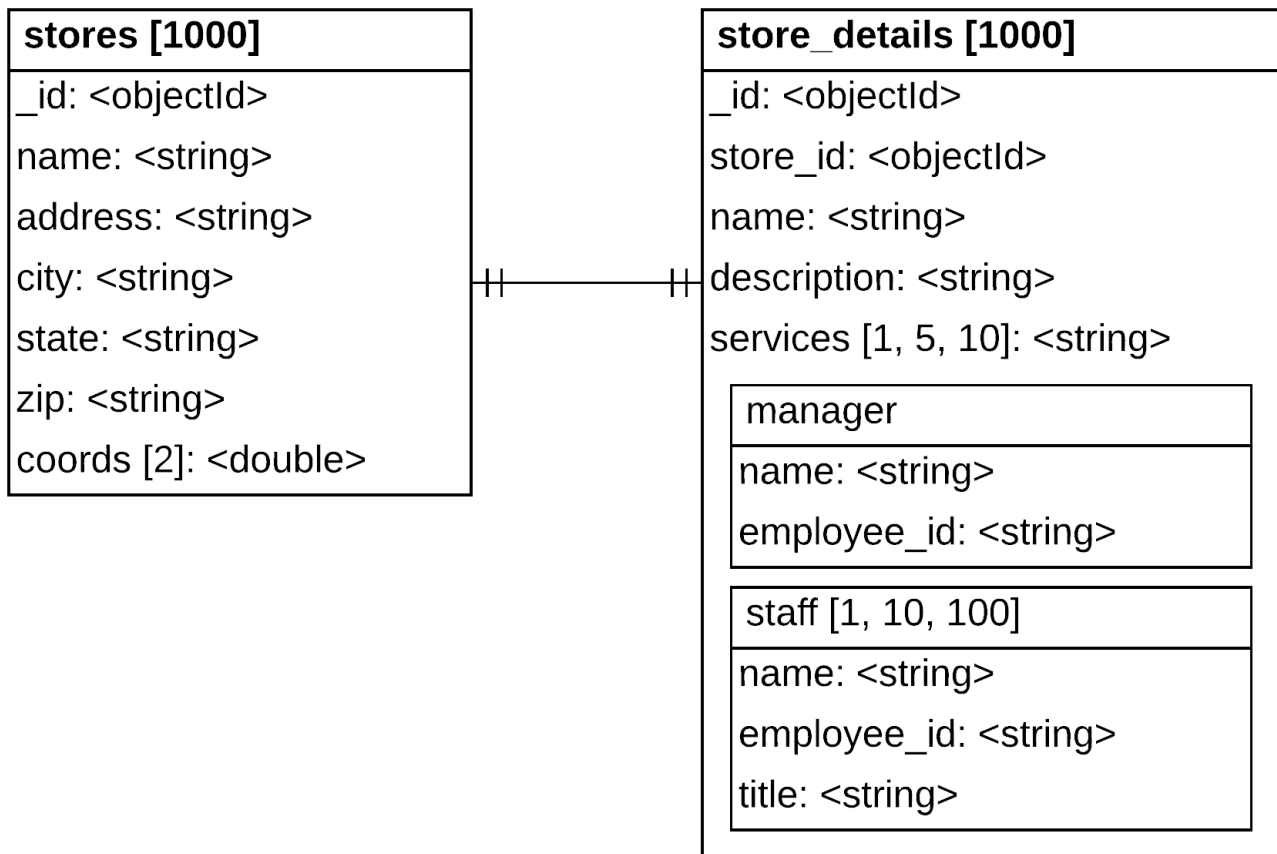 stores [1000]
_id: <objectId>
name: <string>
address: <string>
city: <string>
state: <string>
zip: <string>
coords [2]: <double>
store_details [1000]
_id: <objectId>
store_id: <objectId>
name: <string>
description: <string>
services [1, 5, 10]: <string>
manager
name: <string>
employee_id: <string>
staff [1, 10, 100]
name: <string>
employee_id: <string>
title: <string>